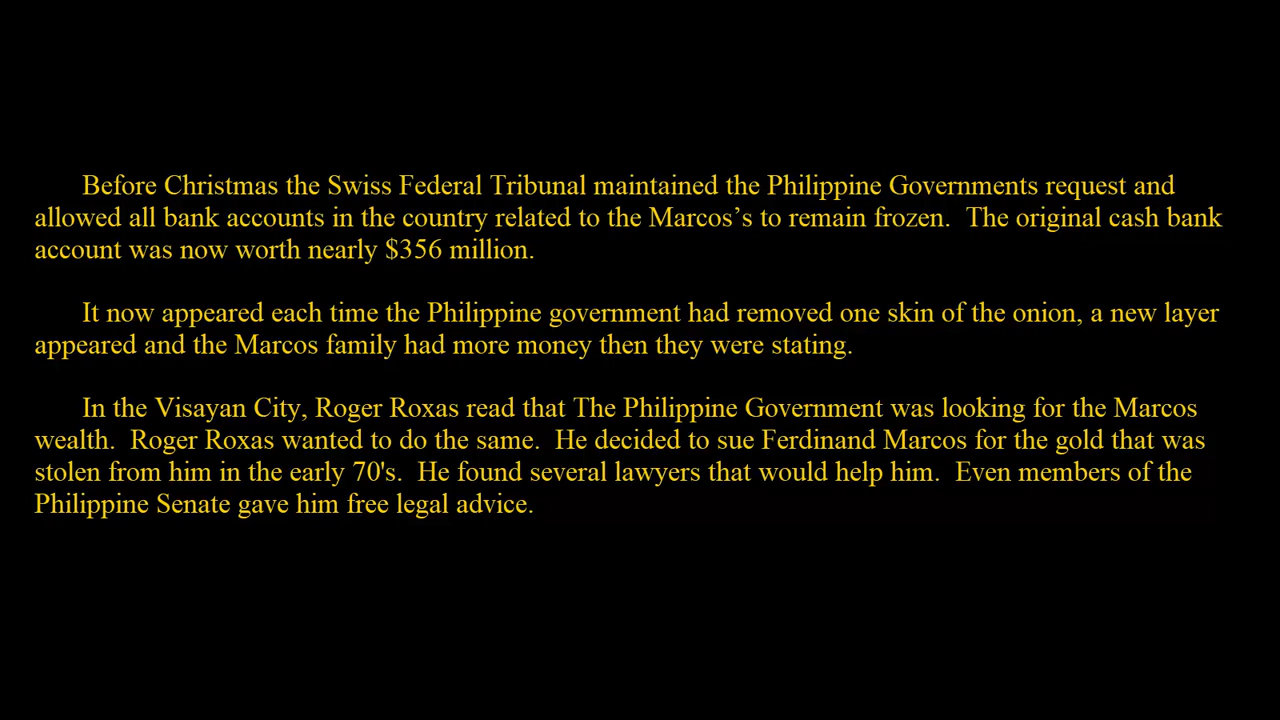 Before Christmas the Swiss Federal Tribunal maintained the Philippine Governments request and
allowed all bank accounts in the country related to the Marcos’s to remain frozen.  The original cash bank
account was now worth nearly $356 million.
It now appeared each time the Philippine government had removed one skin of the onion, a new layer
appeared and the Marcos family had more money then they were stating.
In the Visayan City, Roger Roxas read that The Philippine Government was looking for the Marcos
wealth.  Roger Roxas wanted to do the same.  He decided to sue Ferdinand Marcos for the gold that was
stolen from him in the early 70's.  He found several lawyers that would help him.  Even members of the
Philippine Senate gave him free legal advice.